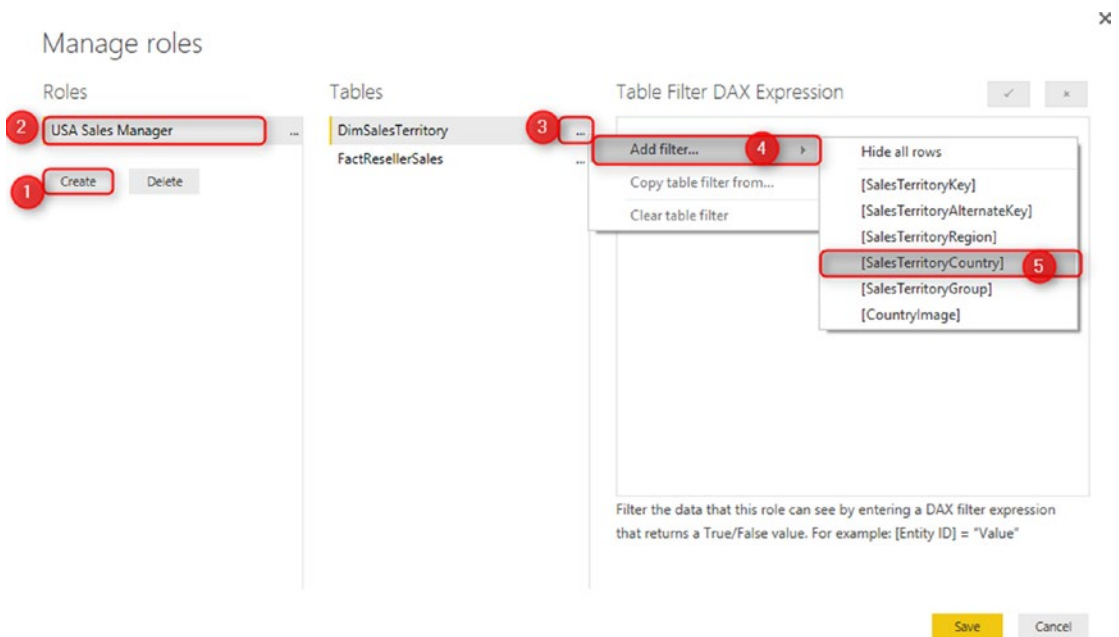 ×
Manage roles
Roles
Tables
Table Filter DAX Expression
✓
×
2
USA Sales Manager
...
1
Create
Delete
DimSalesTerritory
3
...
FactResellerSales
...
Add filter...
4
Copy table filter from...
Clear table filter
Hide all rows
[SalesTerritoryKey]
[SalesTerritoryAlternateKey]
[SalesTerritoryRegion]
[SalesTerritoryCountry]
5
[SalesTerritoryGroup]
[CountryImage]
Filter the data that this role can see by entering a DAX filter expression
that returns a True/False value. For example: [Entity ID] = "Value"
Save
Cancel